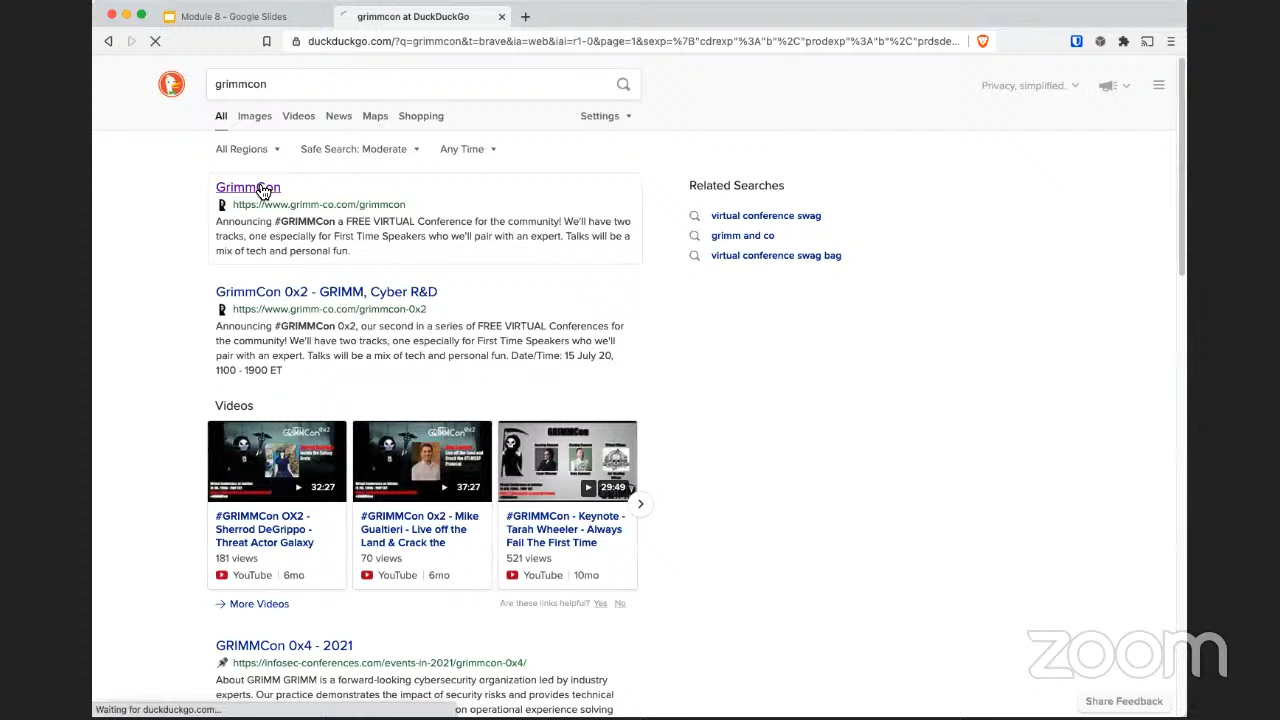 Module 8 - Google Slides
grimmcon at DuckDuckGo
duckduckgo.com/?q=grimmcon&t=brave&ia=web&iai=r1-0&page=1&sexp=%7B"cdrexp"%3A"b"%2C"prodexp"%3A"b"%2C"prdsde...
grimmcon
Privacy, simplified.
All Images Videos News Maps Shopping
Settings
All Regions Safe Search: Moderate Any Time
GrimmCon
https://www.grimm-co.com/grimmcon
Announcing #GRIMMCon a FREE VIRTUAL Conference for the community! We'll have two
tracks, one especially for First Time Speakers who we'll pair with an expert. Talks will be a
mix of tech and personal fun.
Related Searches
virtual conference swag
grimm and co
virtual conference swag bag
GrimmCon 0x2 - GRIMM, Cyber R&D
https://www.grimm-co.com/grimmcon-0x2
Announcing #GRIMMCon 0x2, our second in a series of FREE VIRTUAL Conferences for
the community! We'll have two tracks, one especially for First Time Speakers who we'll
pair with an expert. Talks will be a mix of tech and personal fun. Date/Time: 15 July 20,
1100 - 1900 ET
Videos
GRIMMCon 0x2
32:27
GRIMMCon 0x2
37:27
GRIMMCon
29:49
#GRIMMCon OX2 -
Sherrod DeGrippo -
Threat Actor Galaxy
181 views
YouTube | 6mo
#GRIMMCon 0x2 - Mike
Gualtieri - Live off the
Land & Crack the
70 views
YouTube | 6mo
#GRIMMCon - Keynote -
Tarah Wheeler - Always
Fail The First Time
521 views
YouTube | 10mo
More Videos
Are these links helpful? Yes No
GRIMMCon 0x4 - 2021
https://infosec-conferences.com/events-in-2021/grimmcon-0x4/
About GRIMM GRIMM is a forward-looking cybersecurity organization led by industry
experts. Our practice demonstrates the impact of security risks and provides technical
on operational experience solving
Waiting for duckduckgo.com...
zoom
Share Feedback